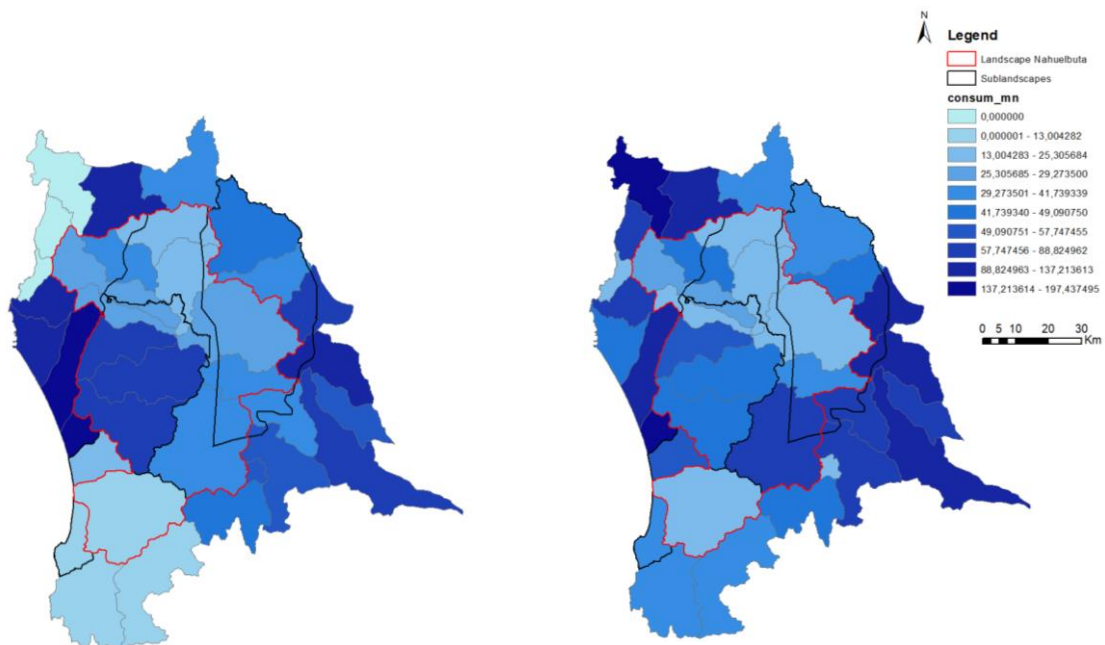 N
Legend
Landscape Nahuelbuta
Sublandscapes
consum_mn
0,000000
0,000001 - 13,004282
13,004283 - 25,305684
25,305685 - 29,273500
29,273501 - 41,739339
41,739340 - 49,090750
49,090751 - 57,747455
57,747456 - 88,824962
88,824963 - 137,213613
137,213614 - 197,437495
0 5 10 20 30
Km